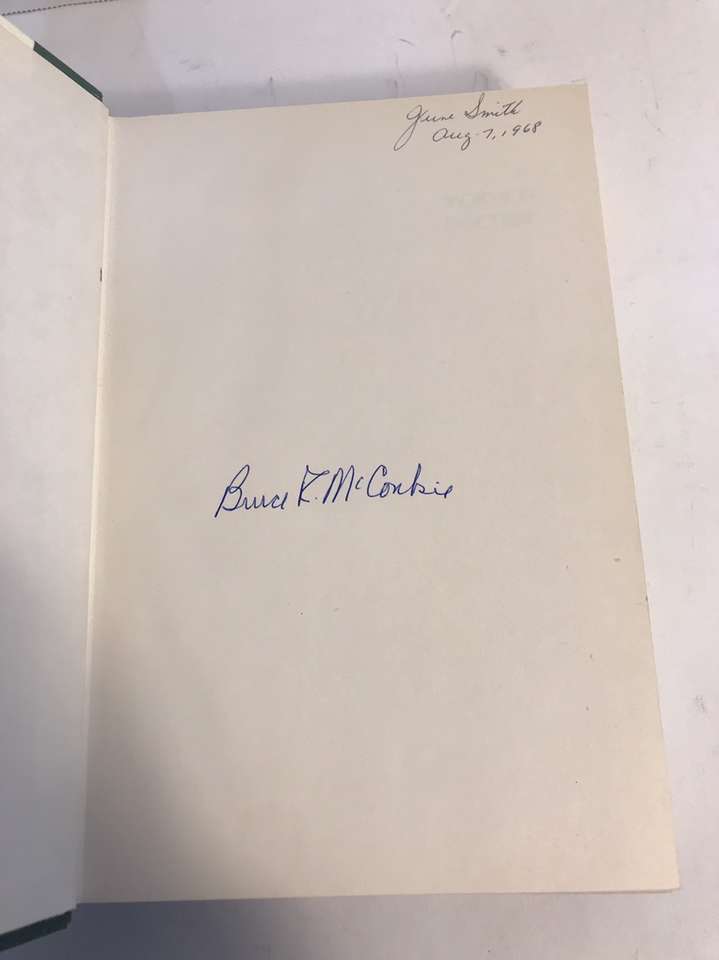 June Smith
Aug. 7, 1968
Bruce R. McConkie